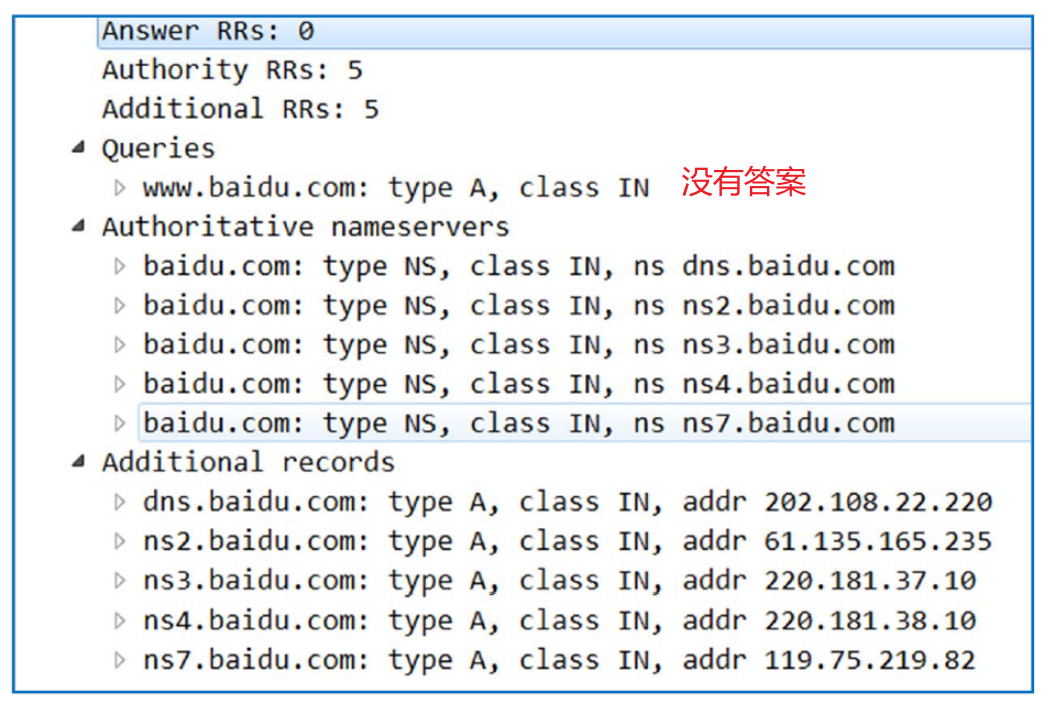 Answer RRs: 0
Authority RRs: 5
Additional RRs: 5
Queries
www.baidu.com: type A, class IN 没有答案
Authoritative nameservers
baidu.com: type NS, class IN, ns dns.baidu.com
baidu.com: type NS, class IN, ns ns2.baidu.com
baidu.com: type NS, class IN, ns ns3.baidu.com
baidu.com: type NS, class IN, ns ns4.baidu.com
baidu.com: type NS, class IN, ns ns7.baidu.com
Additional records
dns.baidu.com: type A, class IN, addr 202.108.22.220
ns2.baidu.com: type A, class IN, addr 61.135.165.235
ns3.baidu.com: type A, class IN, addr 220.181.37.10
ns4.baidu.com: type A, class IN, addr 220.181.38.10
ns7.baidu.com: type A, class IN, addr 119.75.219.82